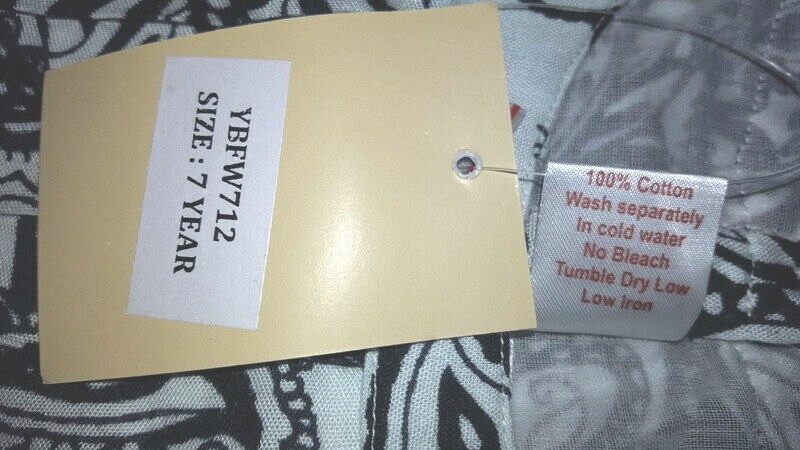 YBFW712
SIZE : 7 YEAR
100% Cotton
Wash separately
In cold water
No Bleach
Tumble Dry Low
Low Iron